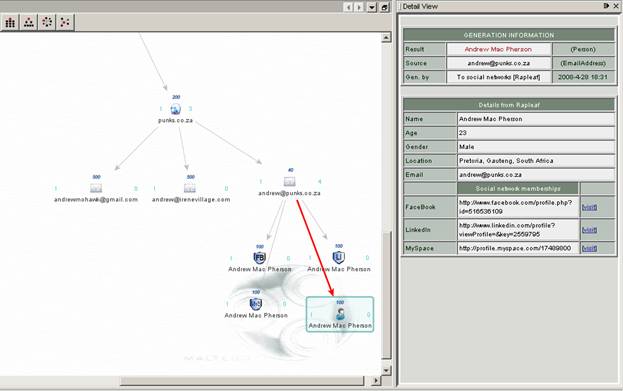 Detail View
200
1 3
punks.co.za
500
1 0
andrewmohawk@gmail.com
500
1 0
andrew@irenevillage.com
40
1 4
andrew@punks.co.za
100
FB
1 0
Andrew Mac Pherson
100
LI
1 0
Andrew Mac Pherson
100
MS
1 0
Andrew Mac Pherson
100
1 0
Andrew Mac Pherson
GENERATION INFORMATION
Result Andrew Mac Pherson (Person)
Source andrew@punks.co.za (EmailAddress)
Gen. by To social networks [Rapleaf] 2008-4-28 18:31
Details from Rapleaf
Name Andrew Mac Pherson
Age 23
Gender Male
Location Pretoria, Gauteng, South Africa
Email andrew@punks.co.za
Social network memberships
FaceBook http://www.facebook.com/profile.php?
id=516536109 [visit]
LinkedIn http://www.linkedin.com/profile?
viewProfile=&key=2559795 [visit]
MySpace http://profile.myspace.com/17489800 [visit]